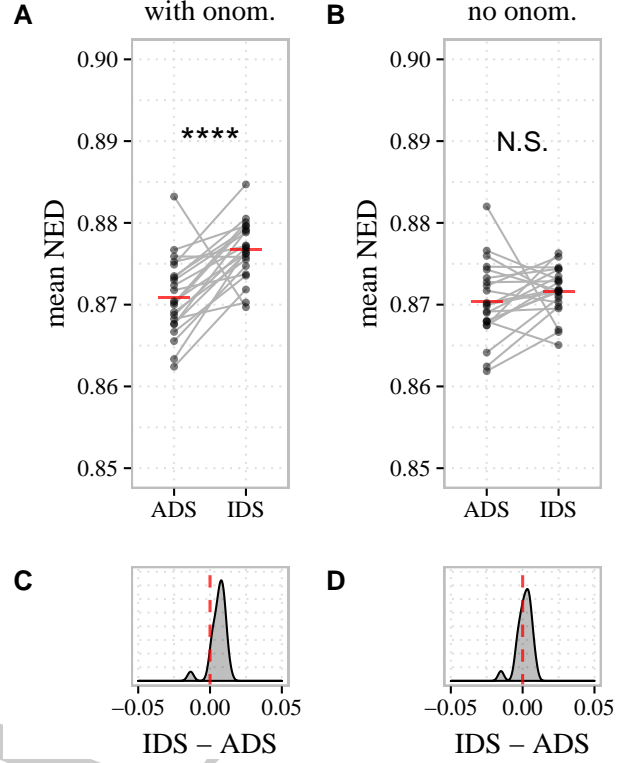 A
with onom.
mean NED
0.90
0.89
0.88
0.87
0.86
0.85
****
ADS IDS
B
no onom.
mean NED
0.90
0.89
0.88
0.87
0.86
0.85
N.S.
ADS IDS
C
−0.05 0.00 0.05
IDS − ADS
D
−0.05 0.00 0.05
IDS − ADS